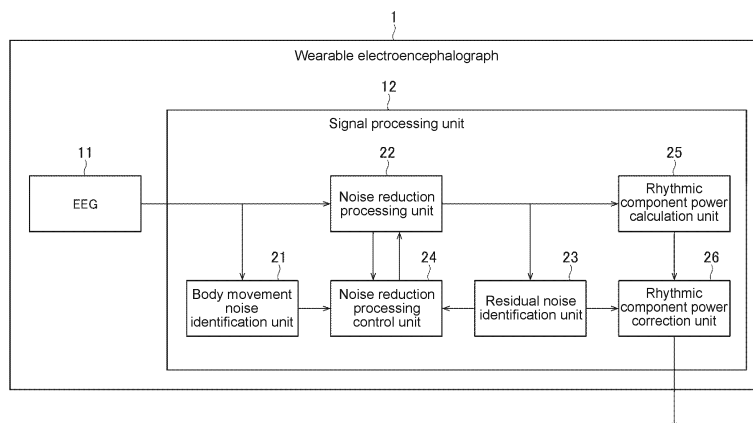 1
Wearable electroencephalograph
12
Signal processing unit
11
EEG
22
Noise reduction
processing unit
25
Rhythmic
component power
calculation unit
21
Body movement
noise
identification unit
24
Noise reduction
processing
control unit
23
Residual noise
identification unit
26
Rhythmic
component power
correction unit